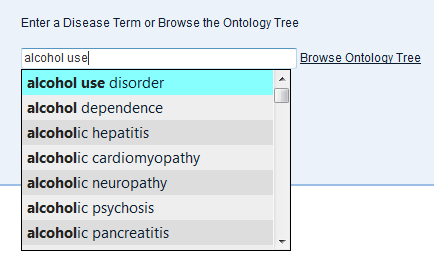 Enter a Disease Term or Browse the Ontology Tree
alcohol use Browse Ontology Tree
alcohol use disorder
alcohol dependence
alcoholic hepatitis
alcoholic cardiomyopathy
alcoholic neuropathy
alcoholic psychosis
alcoholic pancreatitis